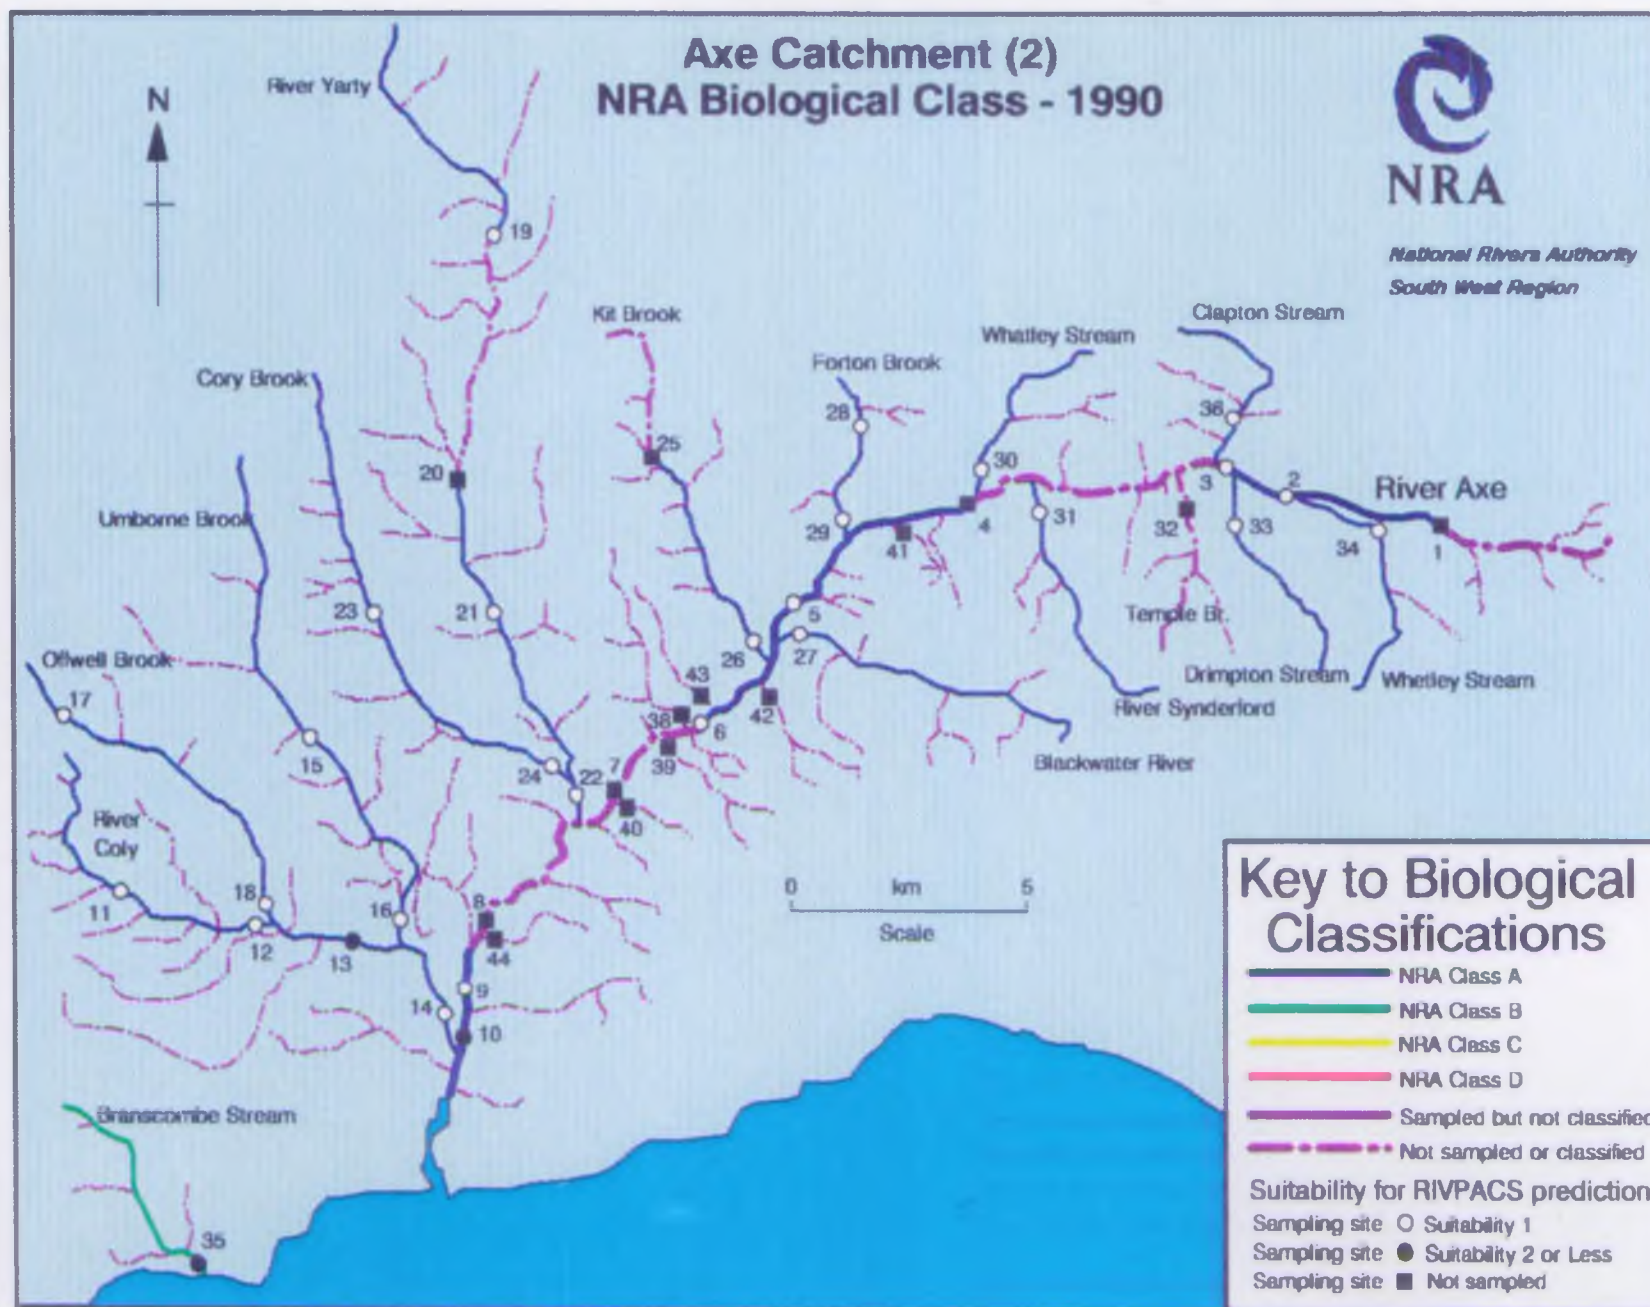 Axe Catchment (2)
NRA Biological Class - 1990
N
NRA
National Rivers Authority
South West Region
River Yarty
19
Kit Brook
Clapton Stream
Whatley Stream
Forton Brook
Cory Brook
28
36
25
30
20
3
2
River Axe
Umborne Brook
29
41
4
31
32
33
34
1
23
21
5
Temple Br.
26
27
Offwell Brook
17
43
Drimpton Stream
Whetley Stream
38
6
42
River Synderford
15
39
24
22
7
Blackwater River
40
River
Coly
0
km
5
Scale
11
18
16
8
12
13
44
14
9
10
Branscombe Stream
35
Key to Biological
Classifications
NRA Class A
NRA Class B
NRA Class C
NRA Class D
Sampled but not classified
Not sampled or classified
Suitability for RIVPACS prediction
Sampling site Suitability 1
Sampling site Suitability 2 or Less
Sampling site Not sampled